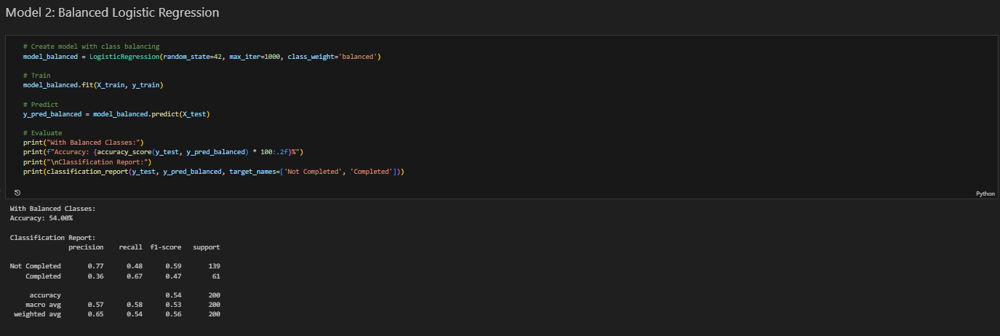 Model 2: Balanced Logistic Regression
# Create model with class balancing
model_balanced = LogisticRegression(random_state=42, max_iter=1000, class_weight='balanced')
# Train
model_balanced.fit(X_train, y_train)
# Predict
y_pred_balanced = model_balanced.predict(X_test)
# Evaluate
print("With Balanced Classes:")
print(f"Accuracy: {accuracy_score(y_test, y_pred_balanced) * 100:.2f}%")
print("\nClassification Report:")
print(classification_report(y_test, y_pred_balanced, target_names=['Not Completed', 'Completed']))
Python
With Balanced Classes:
Accuracy: 54.00%
Classification Report:
precision recall f1-score support
Not Completed 0.77 0.48 0.59 139
Completed 0.36 0.67 0.47 61
accuracy 0.54 200
macro avg 0.57 0.58 0.53 200
weighted avg 0.65 0.54 0.56 200